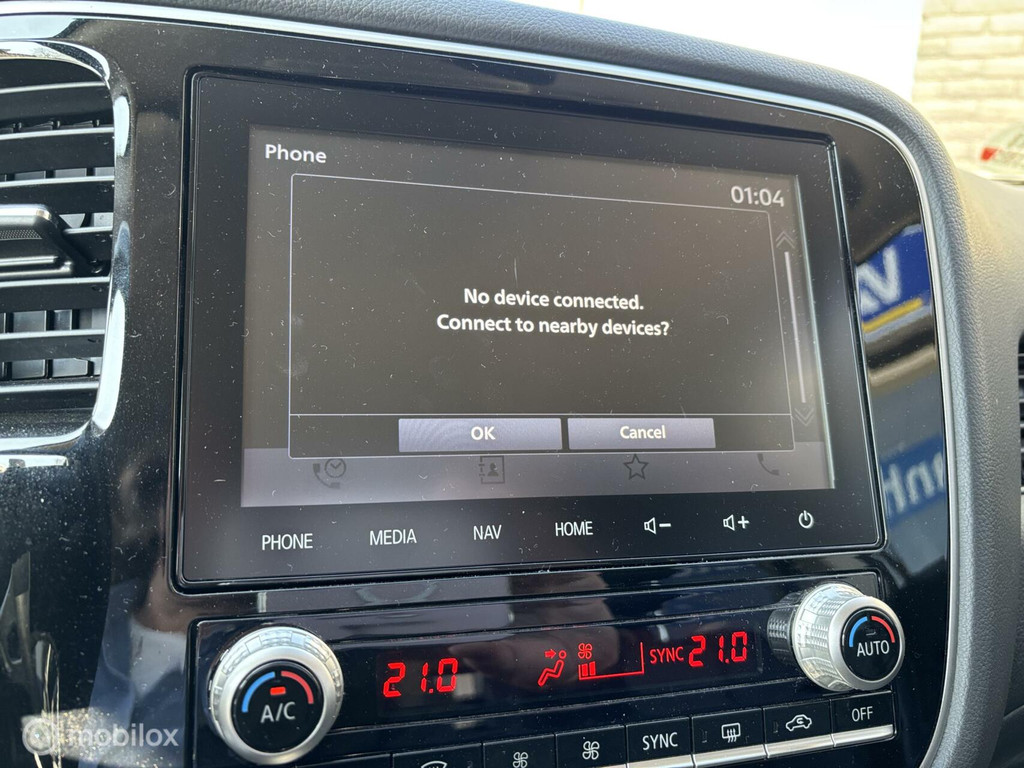 Phone
01:04
No device connected.
Connect to nearby devices?
OK Cancel
PHONE MEDIA NAV HOME
21.0 SYNC 21.0
A/C AUTO
SYNC OFF
mobilox